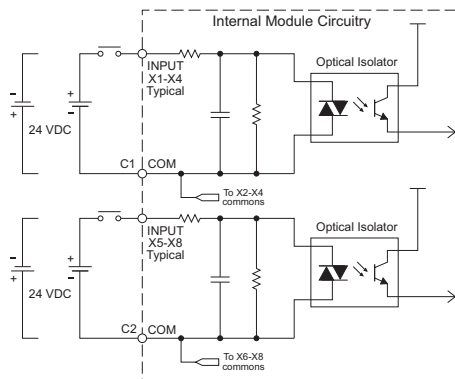 Internal Module Circuitry
Optical Isolator
INPUT
X1-X4
Typical
-
+
+
-
24 VDC
C1
COM
To X2-X4
commons
Optical Isolator
INPUT
X5-X8
Typical
-
+
+
-
24 VDC
C2
COM
To X6-X8
commons